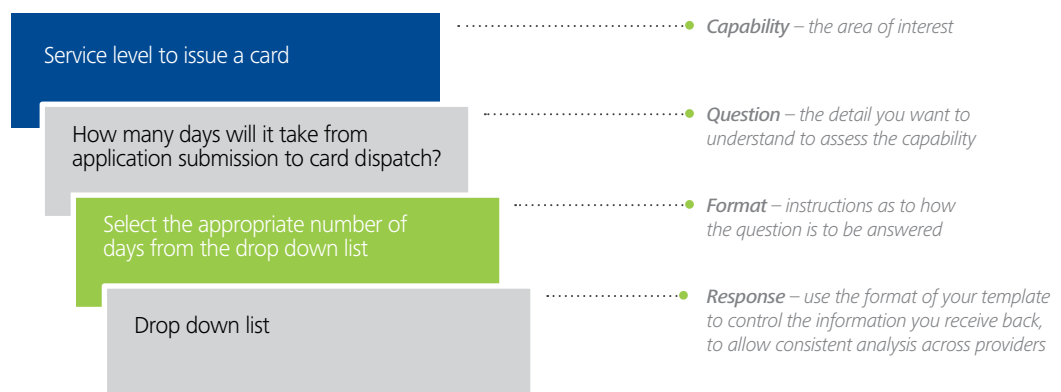 Service level to issue a card
Capability – the area of interest
How many days will it take from
application submission to card dispatch?
Question – the detail you want to
understand to assess the capability
Select the appropriate number of
days from the drop down list
Format – instructions as to how
the question is to be answered
Drop down list
Response – use the format of your template
to control the information you receive back,
to allow consistent analysis across providers